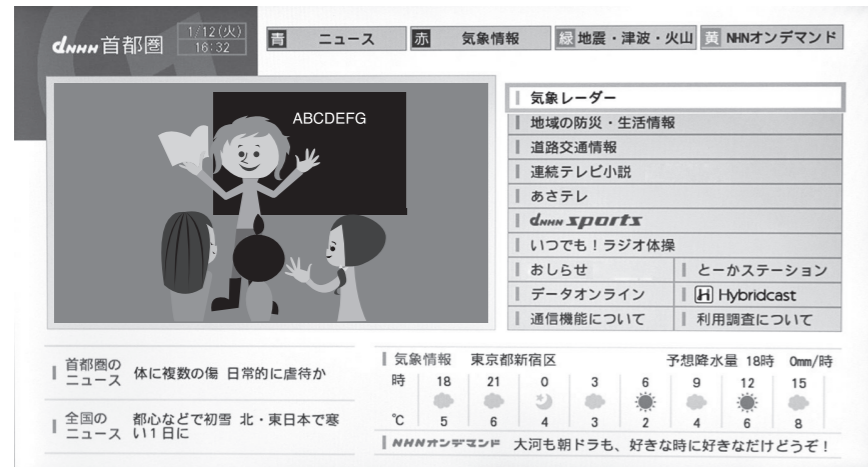 dNHN 首都圏
1/12(火)
16:32
青 ニュース
赤 気象情報
緑 地震・津波・火山
黄 NHNオンデマンド
ABCDEFG
気象レーダー
地域の防災・生活情報
道路交通情報
連続テレビ小説
あさテレ
dNHN sports
いつでも!ラジオ体操
おしらせ
とーかステーション
データオンライン
H Hybridcast
通信機能について
利用調査について
首都圏の
ニュース
体に複数の傷 日常的に虐待か
全国の
ニュース
都心などで初雪 北・東日本で寒
い1日に
気象情報 東京都新宿区 予想降水量 18時 0mm/時
時 18 21 0 3 6 9 12 15
℃ 5 6 4 3 2 4 6 8
NHNオンデマンド 大河も朝ドラも、好きな時に好きなだけどうぞ!